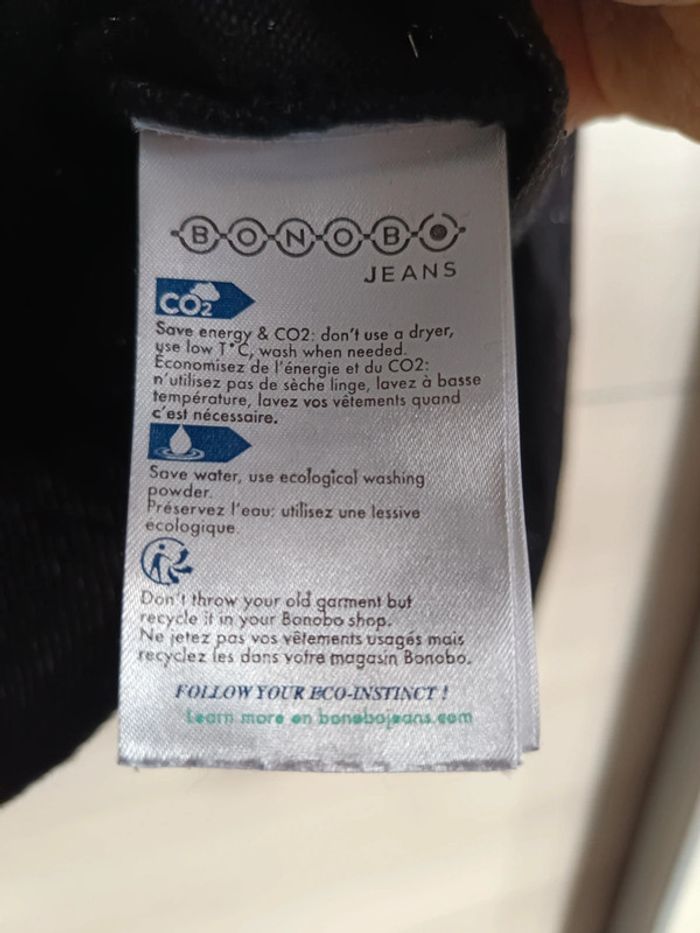 BONOBO
JEANS
CO2
Save energy & CO2: don't use a dryer,
use low T°C, wash when needed.
Économisez de l'énergie et du CO2:
n'utilisez pas de sèche linge, lavez à basse
température, lavez vos vêtements quand
c'est nécessaire.
Save water, use ecological washing
powder.
Préservez l'eau: utilisez une lessive
écologique.
Don't throw your old garment but
recycle it in your Bonobo shop.
Ne jetez pas vos vêtements usagés mais
recyclez les dans votre magasin Bonobo.
FOLLOW YOUR ECO-INSTINCT !
Learn more on bonobojeans.com